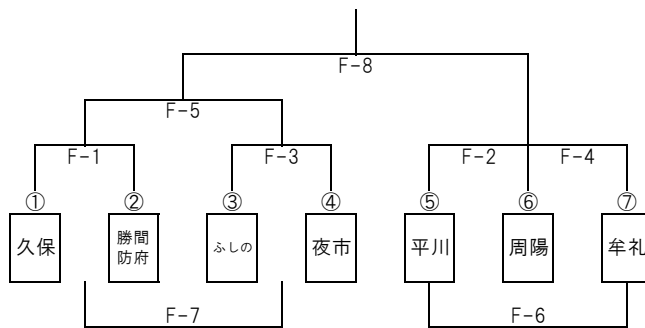 F-8
F-5
F-1
F-3
F-2
F-4
①
②
③
④
⑤
⑥
⑦
久保
勝間
防府
ふしの
夜市
平川
周陽
牟礼
F-7
F-6